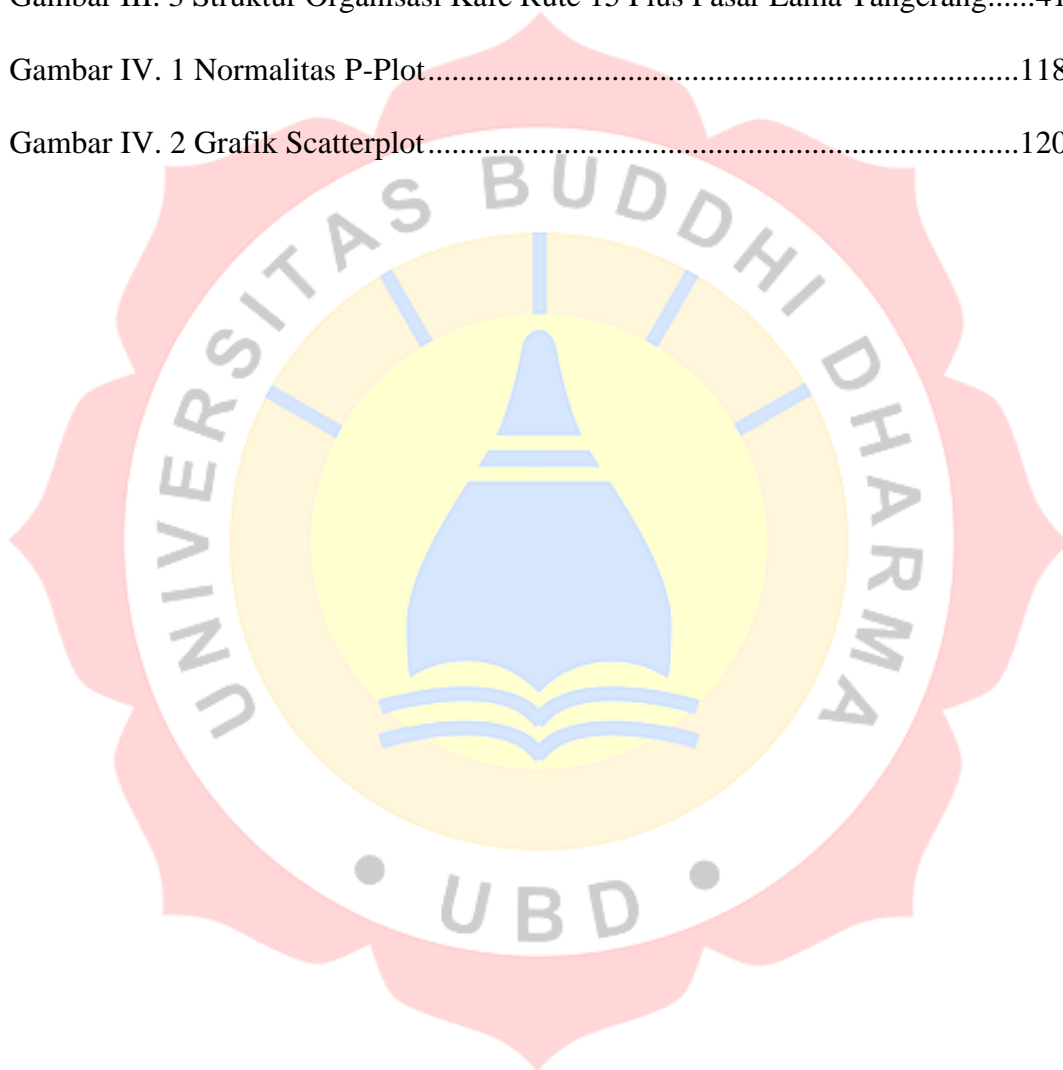 Gambar III. 3 Struktur Organisasi Kafe Rute 15 Plus Pasar Lama Tangerang......41
Gambar IV. 1 Normalitas P-Plot..........................................................................118
Gambar IV. 2 Grafik Scatterplot..........................................................................120
UNIVERSITAS BUDDHI DHARMA
• UBD •